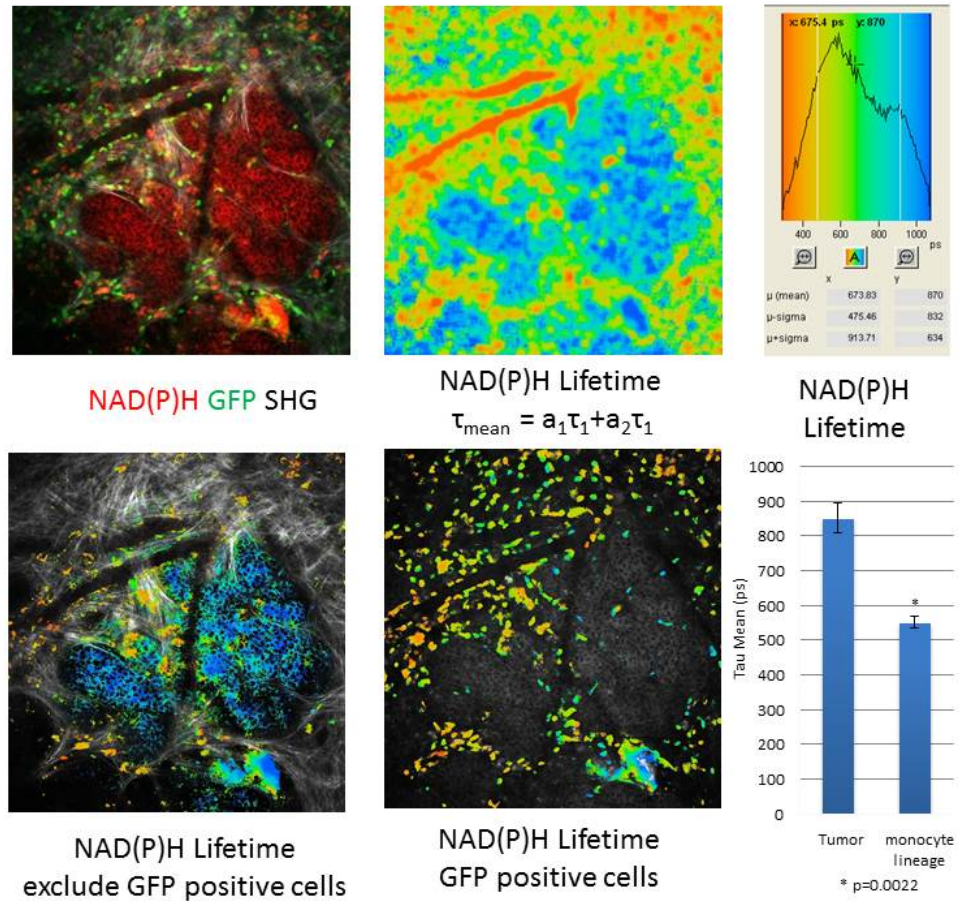 x: 675.4 ps y: 870
400 600 800 1000
ps
A
x y
μ (mean) 673.83 870
μ-sigma 475.46 832
μ+sigma 913.71 634
NAD(P)H GFP SHG
NAD(P)H Lifetime
τmean = a1τ1+a2τ1
NAD(P)H
Lifetime
1000
900
800
700
600
500
400
300
200
100
0
Tau Mean (ps)
*
Tumor monocyte
lineage
* p=0.0022
NAD(P)H Lifetime
exclude GFP positive cells
NAD(P)H Lifetime
GFP positive cells